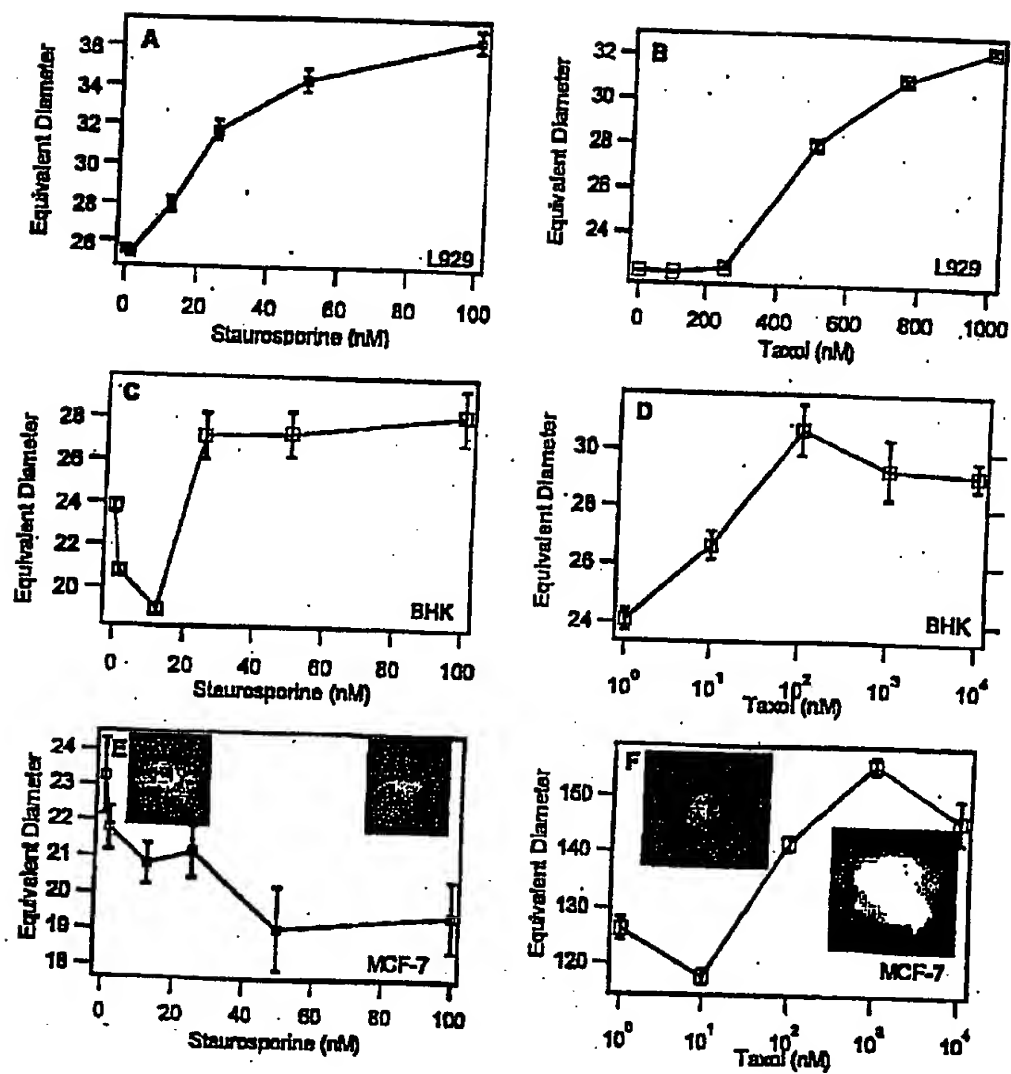 A
Equivalent Diameter
36
34
32
30
28
26
L929
0 20 40 60 80 100
Staurosporine (nM)
B
Equivalent Diameter
32
30
28
26
24
L929
0 200 400 600 800 1000
Taxol (nM)
C
Equivalent Diameter
28
26
24
22
20
BHK
0 20 40 60 80 100
Staurosporine (nM)
D
Equivalent Diameter
30
28
26
24
BHK
10⁰ 10¹ 10² 10³ 10⁴
Taxol (nM)
E
Equivalent Diameter
24
23
22
21
20
19
18
MCF-7
0 20 40 60 80 100
Staurosporine (nM)
F
Equivalent Diameter
150
140
130
120
MCF-7
10⁰ 10¹ 10² 10³ 10⁴
Taxol (nM)